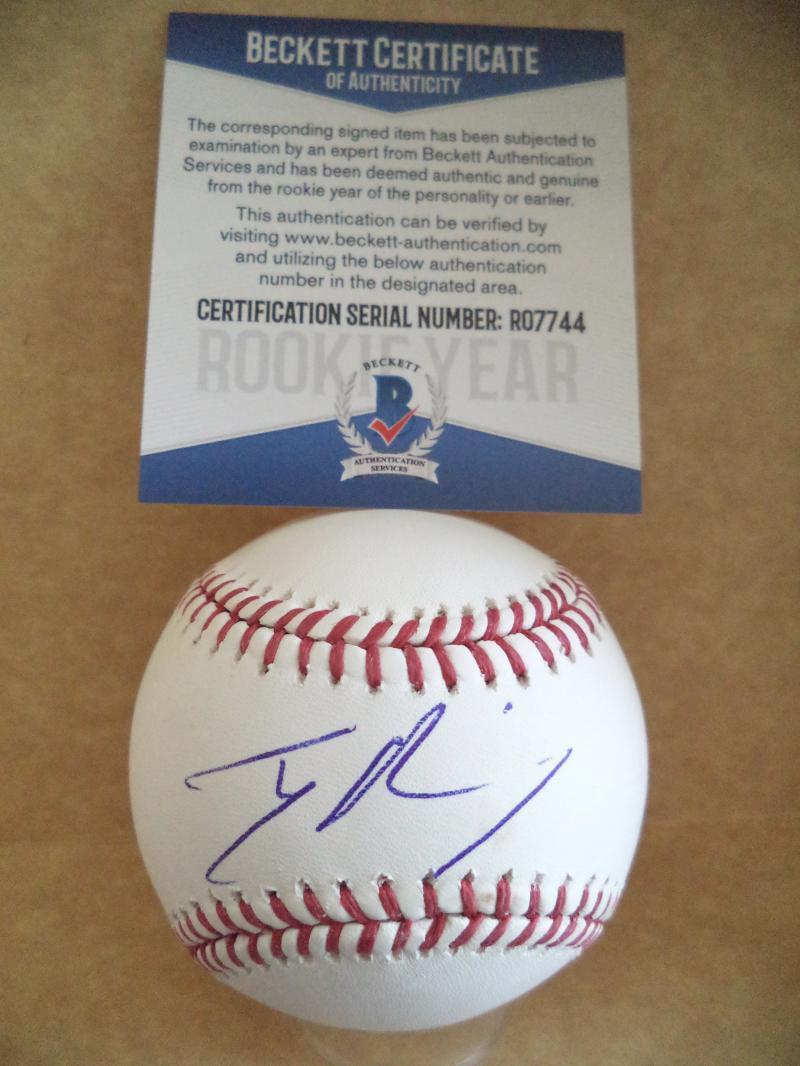 BECKETT CERTIFICATE
OF AUTHENTICITY
The corresponding signed item has been subjected to
examination by an expert from Beckett Authentication
Services and has been deemed authentic and genuine
from the rookie year of the personality or earlier.
This authentication can be verified by
visiting www.beckett-authentication.com
and utilizing the below authentication
number in the designated area.
CERTIFICATION SERIAL NUMBER: R07744
ROOKIE YEAR
BECKETT
B
AUTHENTICATION
SERVICES